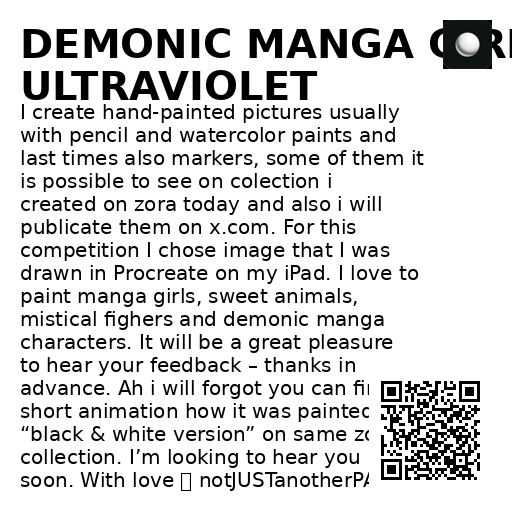 DEMONIC MANGA
ULTRAVIOLET
I create hand-painted pictures usually
with pencil and watercolor paints and
last times also markers, some of them it
is possible to see on colection i
created on zora today and also i will
publicate them on x.com. For this
competition I chose image that I was
drawn in Procreate on my iPad. I love to
paint manga girls, sweet animals,
mistical fighers and demonic manga
characters. It will be a great pleasure
to hear your feedback – thanks in
advance. Ah i will forgot you can
short animation how it was painted
“black & white version” on same
collection. I’m looking to hear you
soon. With love notJUSTanotherPA